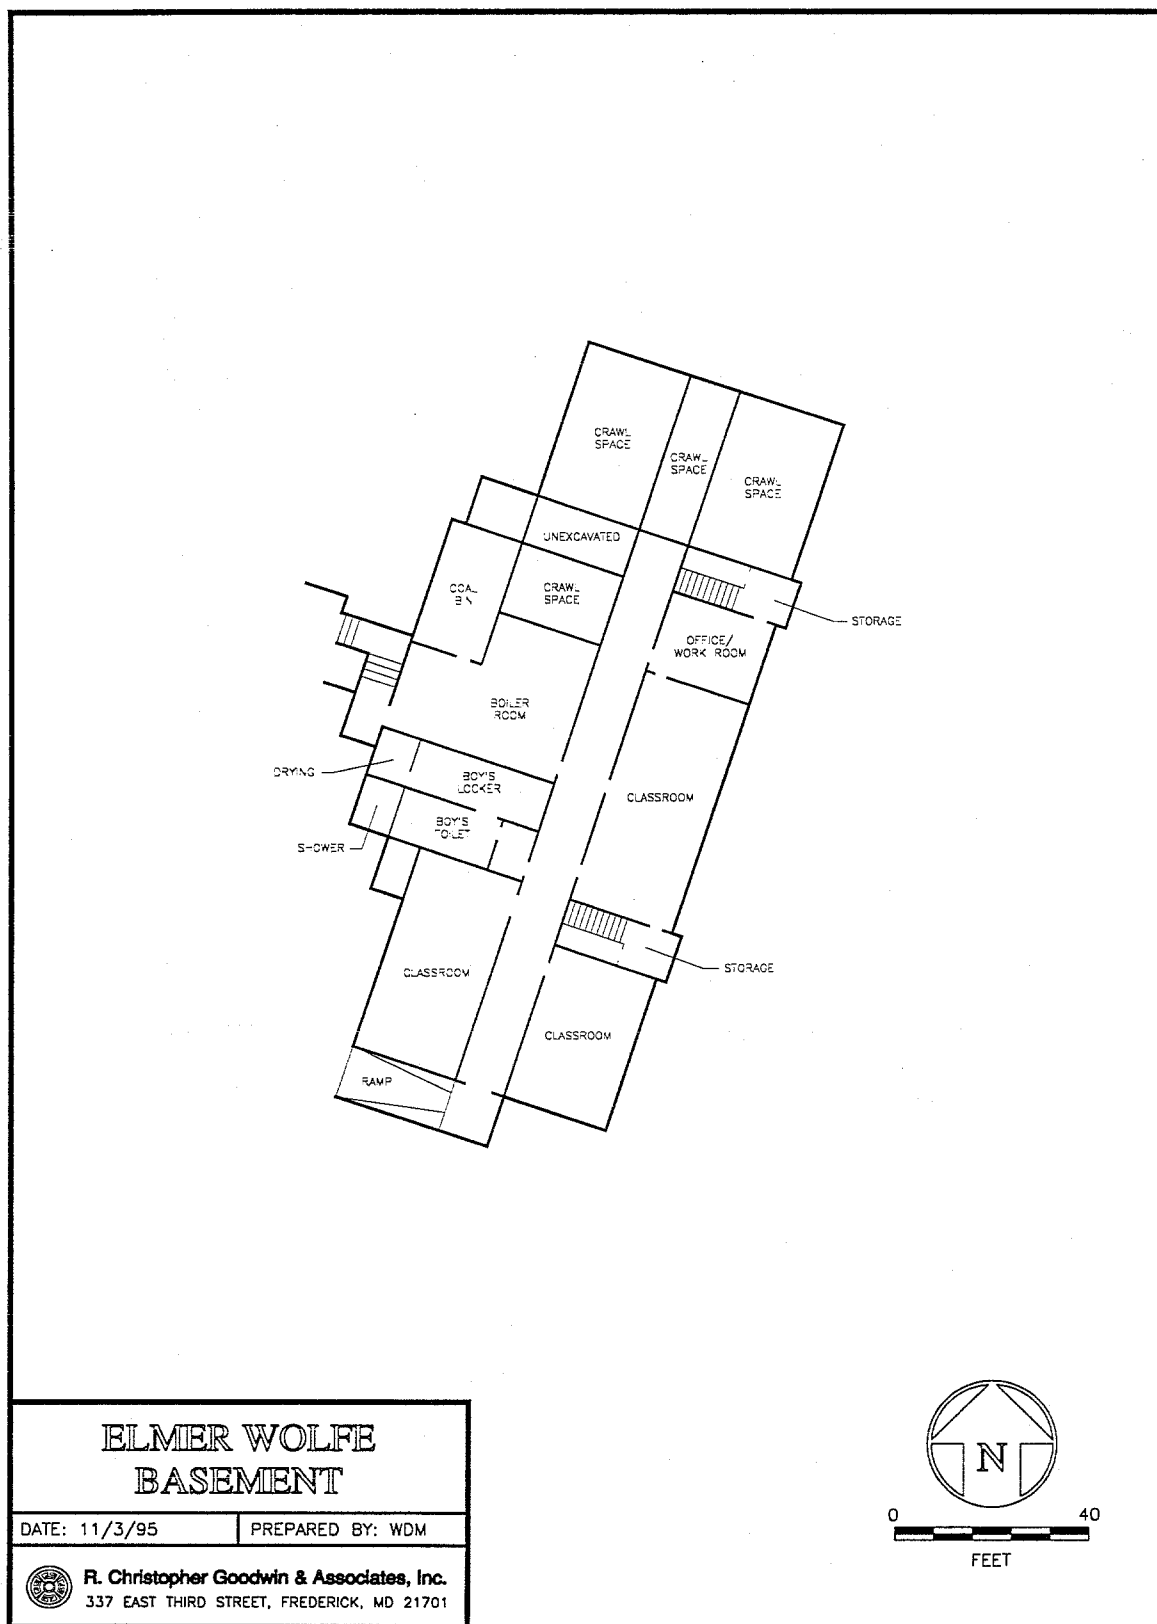 CRAWL
SPACE
CRAWL
SPACE
CRAWL
SPACE
UNEXCAVATED
COAL
BIN
CRAWL
SPACE
STORAGE
OFFICE/
WORK ROOM
BOILER
ROOM
DRYING
BOY'S
LOCKER
CLASSROOM
BOY'S
TOILET
SHOWER
CLASSROOM
STORAGE
CLASSROOM
RAMP
ELMER WOLFE
BASEMENT
DATE: 11/3/95
PREPARED BY: WDM
R. Christopher Goodwin & Associates, Inc.
337 EAST THIRD STREET, FREDERICK, MD 21701
N
0 40
FEET